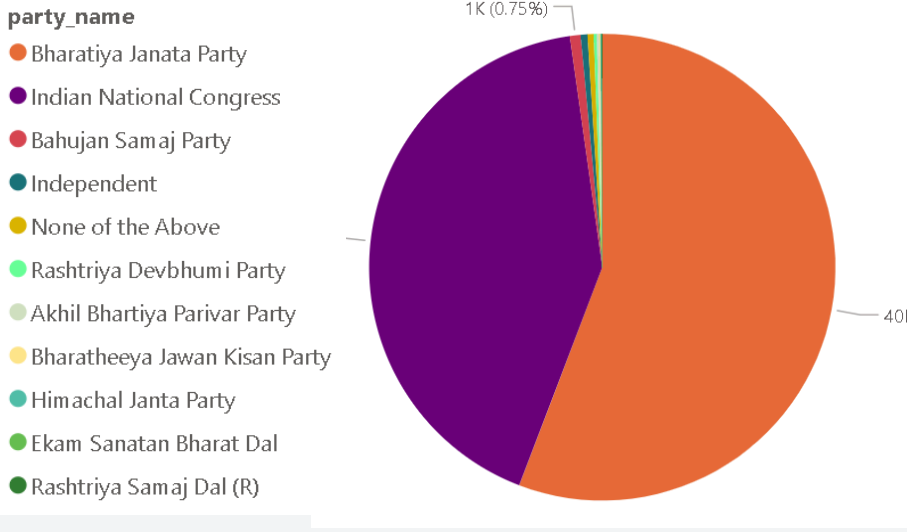 party_name
Bharatiya Janata Party
Indian National Congress
Bahujan Samaj Party
Independent
None of the Above
Rashtriya Devbhumi Party
Akhil Bhartiya Parivar Party
Bharatheeya Jawan Kisan Party
Himachal Janta Party
Ekam Sanatan Bharat Dal
Rashtriya Samaj Dal (R)
1K (0.75%)